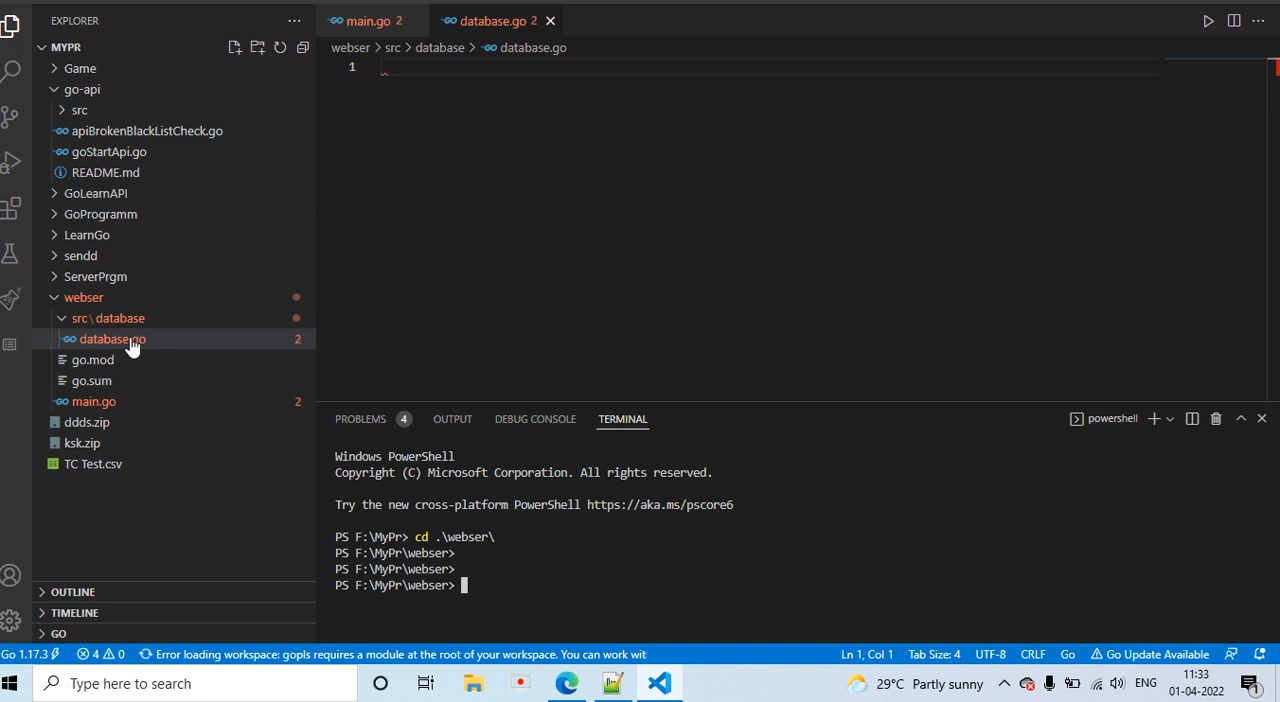 EXPLORER
MYPR
Game
go-api
src
apiBrokenBlackListCheck.go
goStartApi.go
README.md
GoLearnAPI
GoProgramm
LearnGo
sendd
ServerPrgm
webser
src\database
database.go 2
go.mod
go.sum
main.go 2
ddds.zip
ksk.zip
TC Test.csv
OUTLINE
TIMELINE
GO
main.go 2 database.go 2
webser > src > database > database.go
1
PROBLEMS 4 OUTPUT DEBUG CONSOLE TERMINAL powershell
Windows PowerShell
Copyright (C) Microsoft Corporation. All rights reserved.
Try the new cross-platform PowerShell https://aka.ms/pscore6
PS F:\MyPr> cd .\webser\
PS F:\MyPr\webser>
PS F:\MyPr\webser>
PS F:\MyPr\webser>
Go 1.17.3 4 0 Error loading workspace: gopls requires a module at the root of your workspace. You can work wit Ln 1, Col 1 Tab Size: 4 UTF-8 CRLF Go Go Update Available
Type here to search 29°C Partly sunny ENG 11:33
01-04-2022 1